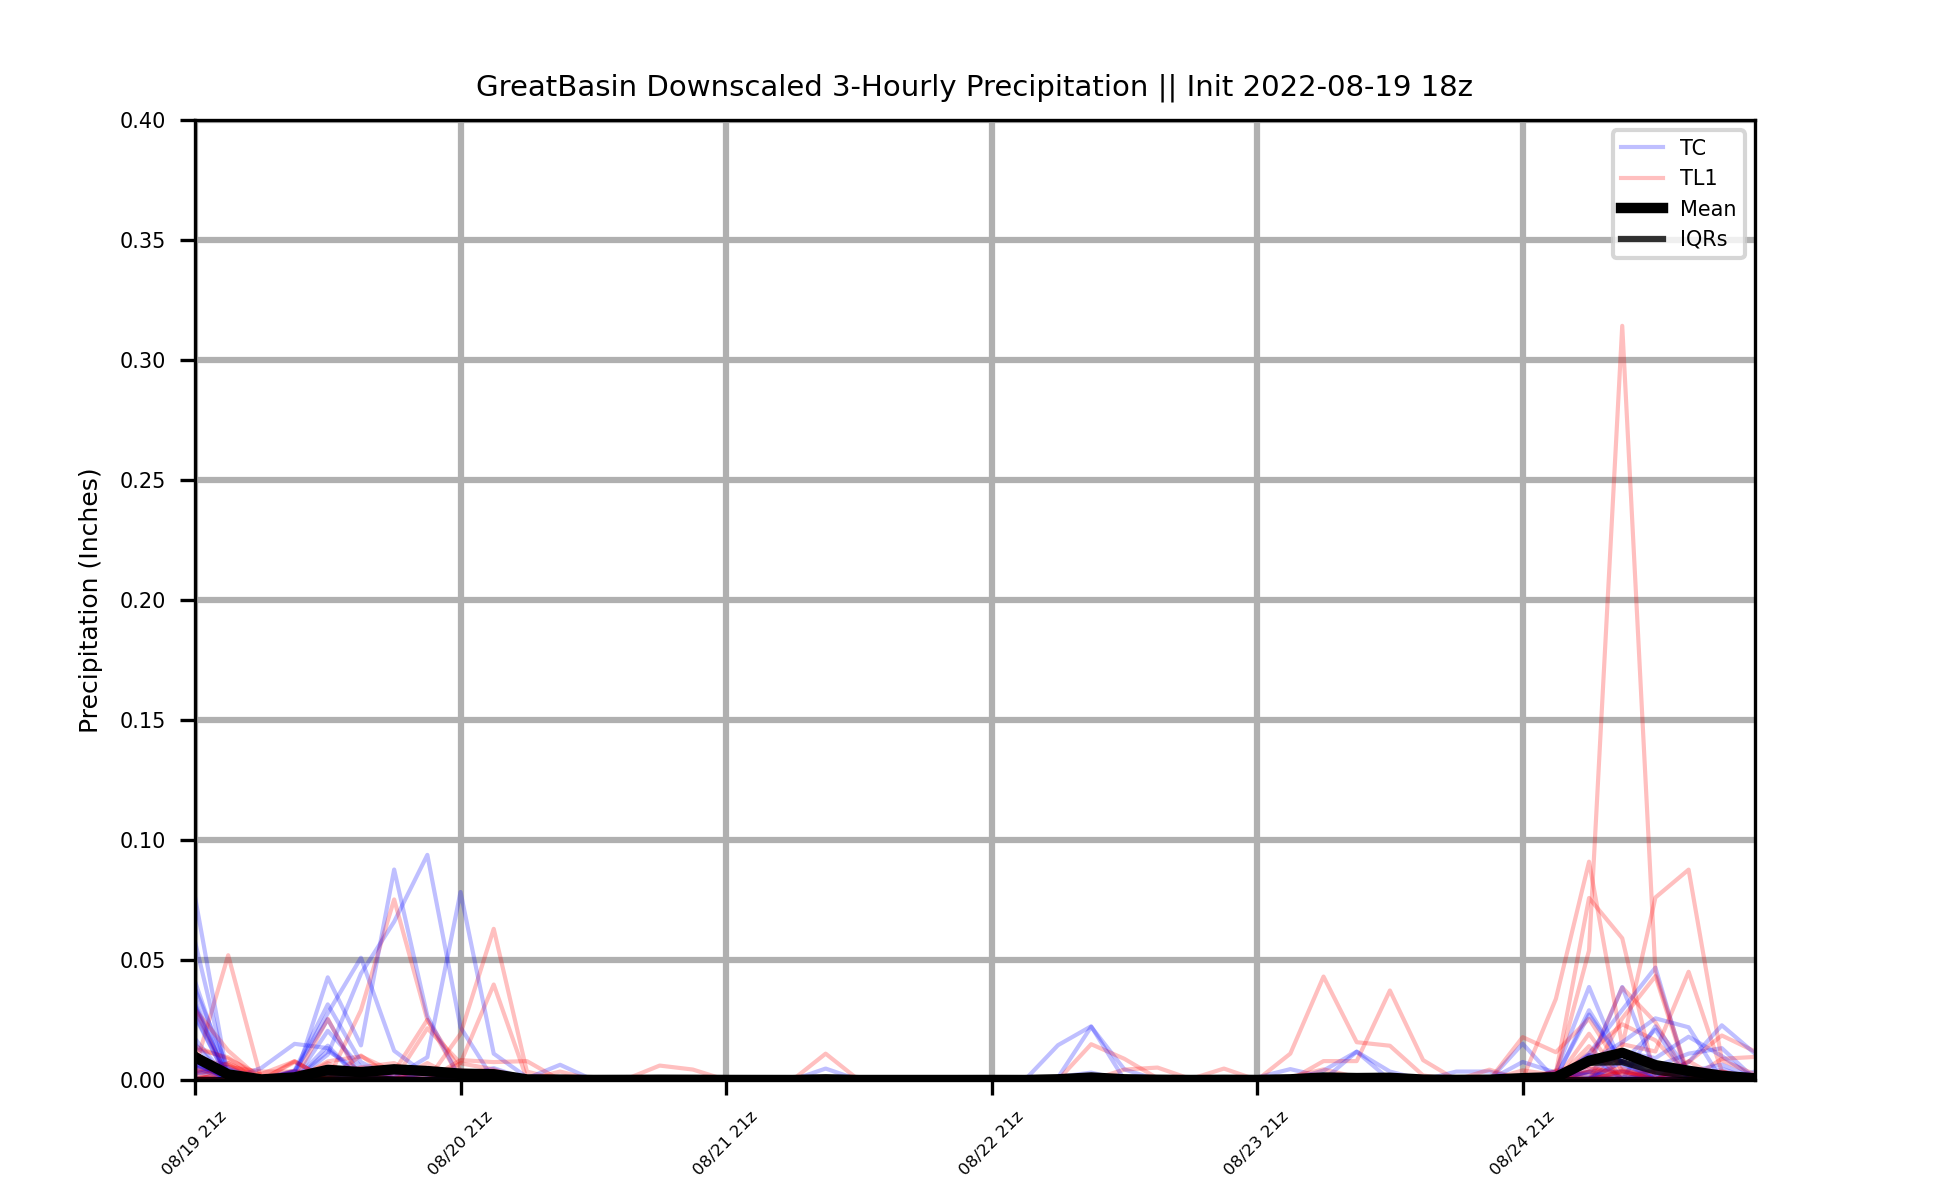 GreatBasin Downscaled 3-Hourly Precipitation || Init 2022-08-19 18z
0.40
0.35
0.30
0.25
0.20
0.15
0.10
0.05
0.00
Precipitation (Inches)
TC
TL1
Mean
IQRs
08/19 21z
08/20 21z
08/21 21z
08/22 21z
08/23 21z
08/24 21z